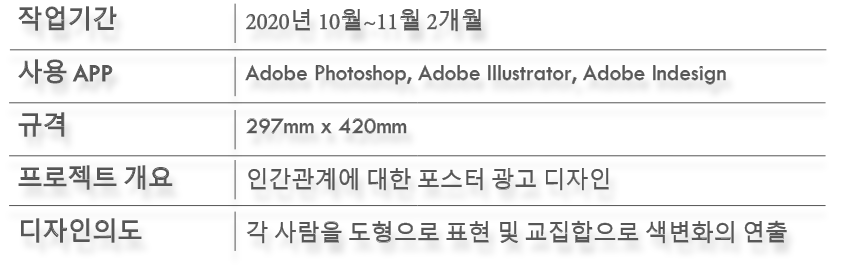 작업기간 2020년 10월~11월 2개월
사용 APP Adobe Photoshop, Adobe Illustrator, Adobe Indesign
규격 297mm x 420mm
프로젝트 개요 인간관계에 대한 포스터 광고 디자인
디자인의도 각 사람을 도형으로 표현 및 교집합으로 색변화의 연출